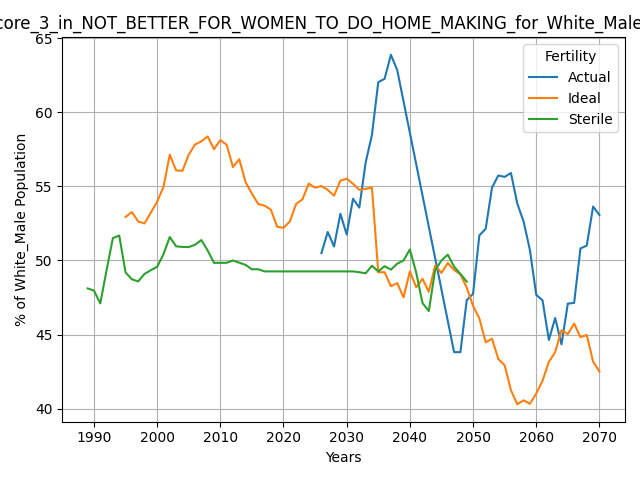 core_3_in_NOT_BETTER_FOR_WOMEN_TO_DO_HOME_MAKING_for_White_Male
65
60
55
50
45
40
% of White_Male Population
Fertility
Actual
Ideal
Sterile
1990 2000 2010 2020 2030 2040 2050 2060 2070
Years